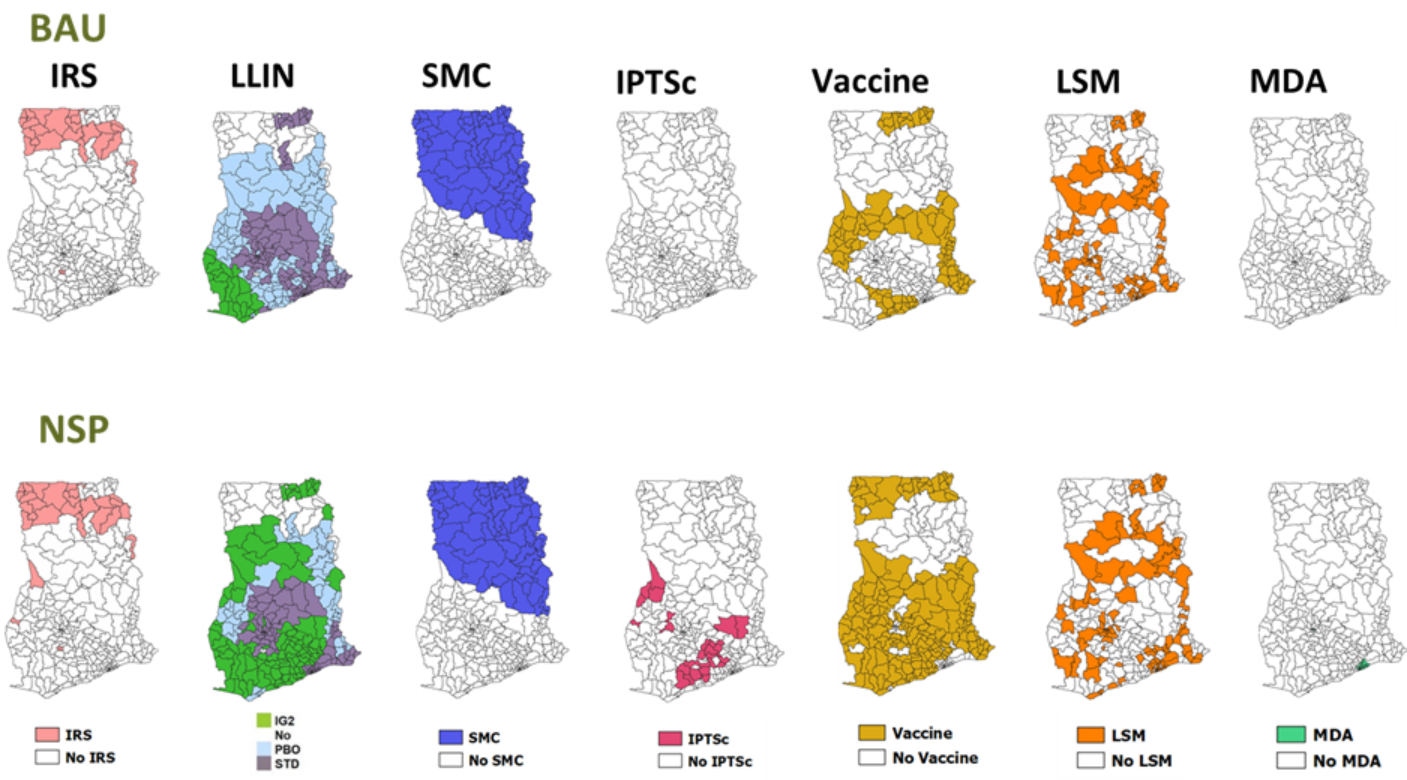 BAU
IRS LLIN SMC IPTSc Vaccine LSM MDA
NSP
IRS
No IRS
IG2
No
PBO
STD
SMC
No SMC
IPTSc
No IPTSc
Vaccine
No Vaccine
LSM
No LSM
MDA
No MDA